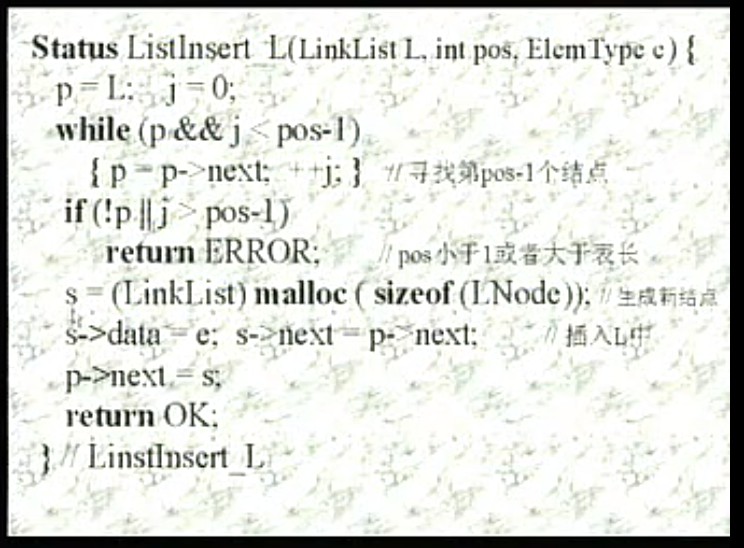 Status ListInsert_L(LinkList L, int pos, ElemType e) {
p = L; j = 0;
while (p && j < pos-1)
{ p = p->next; ++j; } // 寻找第pos-1个结点
if (!p || j > pos-1)
return ERROR; // pos小于1或者大于表长
s = (LinkList) malloc ( sizeof (LNode)); // 生成新结点
s->data = e; s->next = p->next; // 插入L中
p->next = s;
return OK;
} // LinstInsert_L